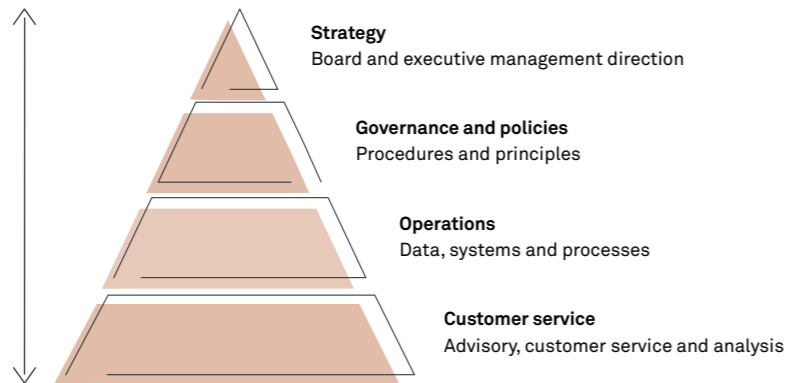 Strategy
Board and executive management direction
Governance and policies
Procedures and principles
Operations
Data, systems and processes
Customer service
Advisory, customer service and analysis